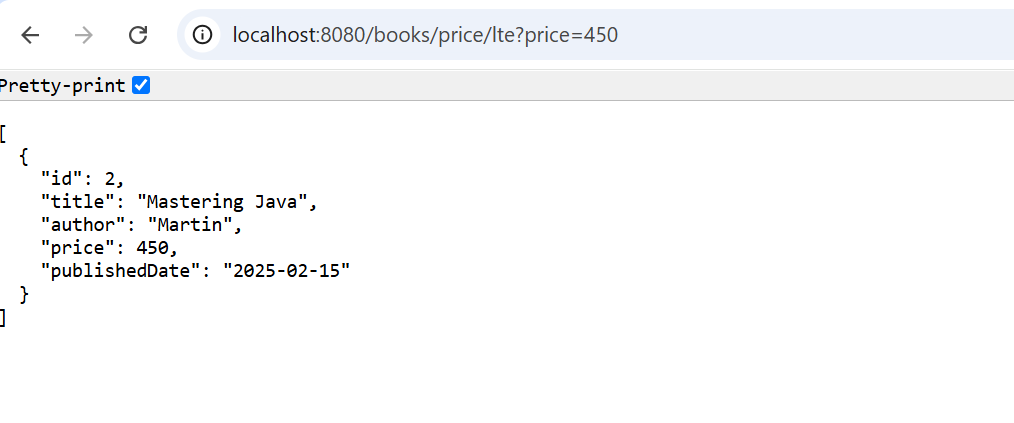 localhost:8080/books/price/lte?price=450
Pretty-print
[
  {
    "id": 2,
    "title": "Mastering Java",
    "author": "Martin",
    "price": 450,
    "publishedDate": "2025-02-15"
  }
]